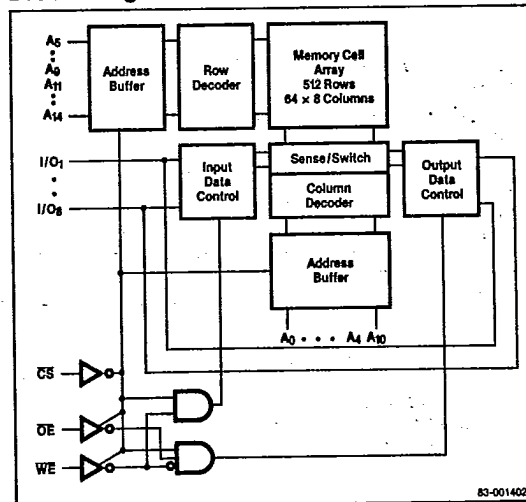 A5
A9
A11
A14
Address
Buffer
Row
Decoder
Memory Cell
Array
512 Rows
64 × 8 Columns
I/O1
I/O8
Input
Data
Control
Sense/Switch
Column
Decoder
Output
Data
Control
Address
Buffer
A0 • • • A4 A10
CS
OE
WE
83-001402